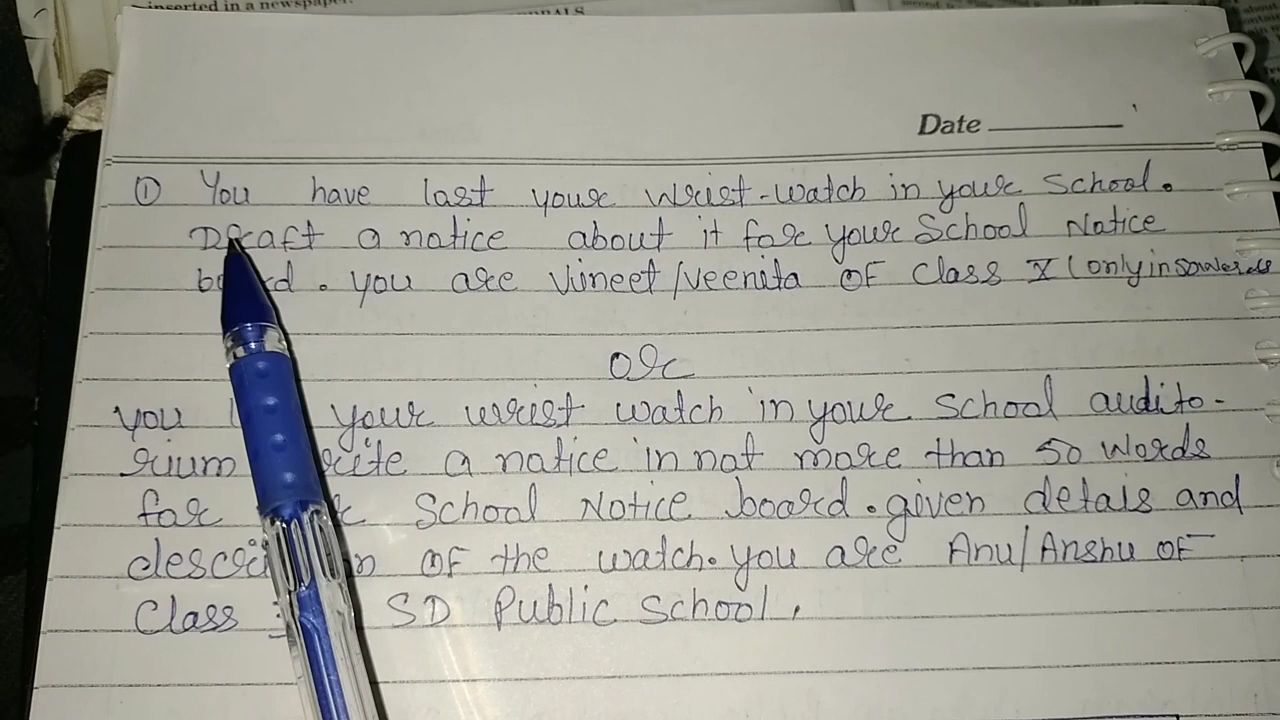 inserted in a newspaper.
Date
① You have last your wrist-watch in your School.
Draft a notice about it for your School Notice
board. you are Vineet/Veenita OF Class X (only in 50 words
OR
you your wrist watch in your School audito-
rium a notice in not more than 50 words
for School Notice board. given detais and
OF the watch. you are Anu/Anshu OF
Class SD Public School.